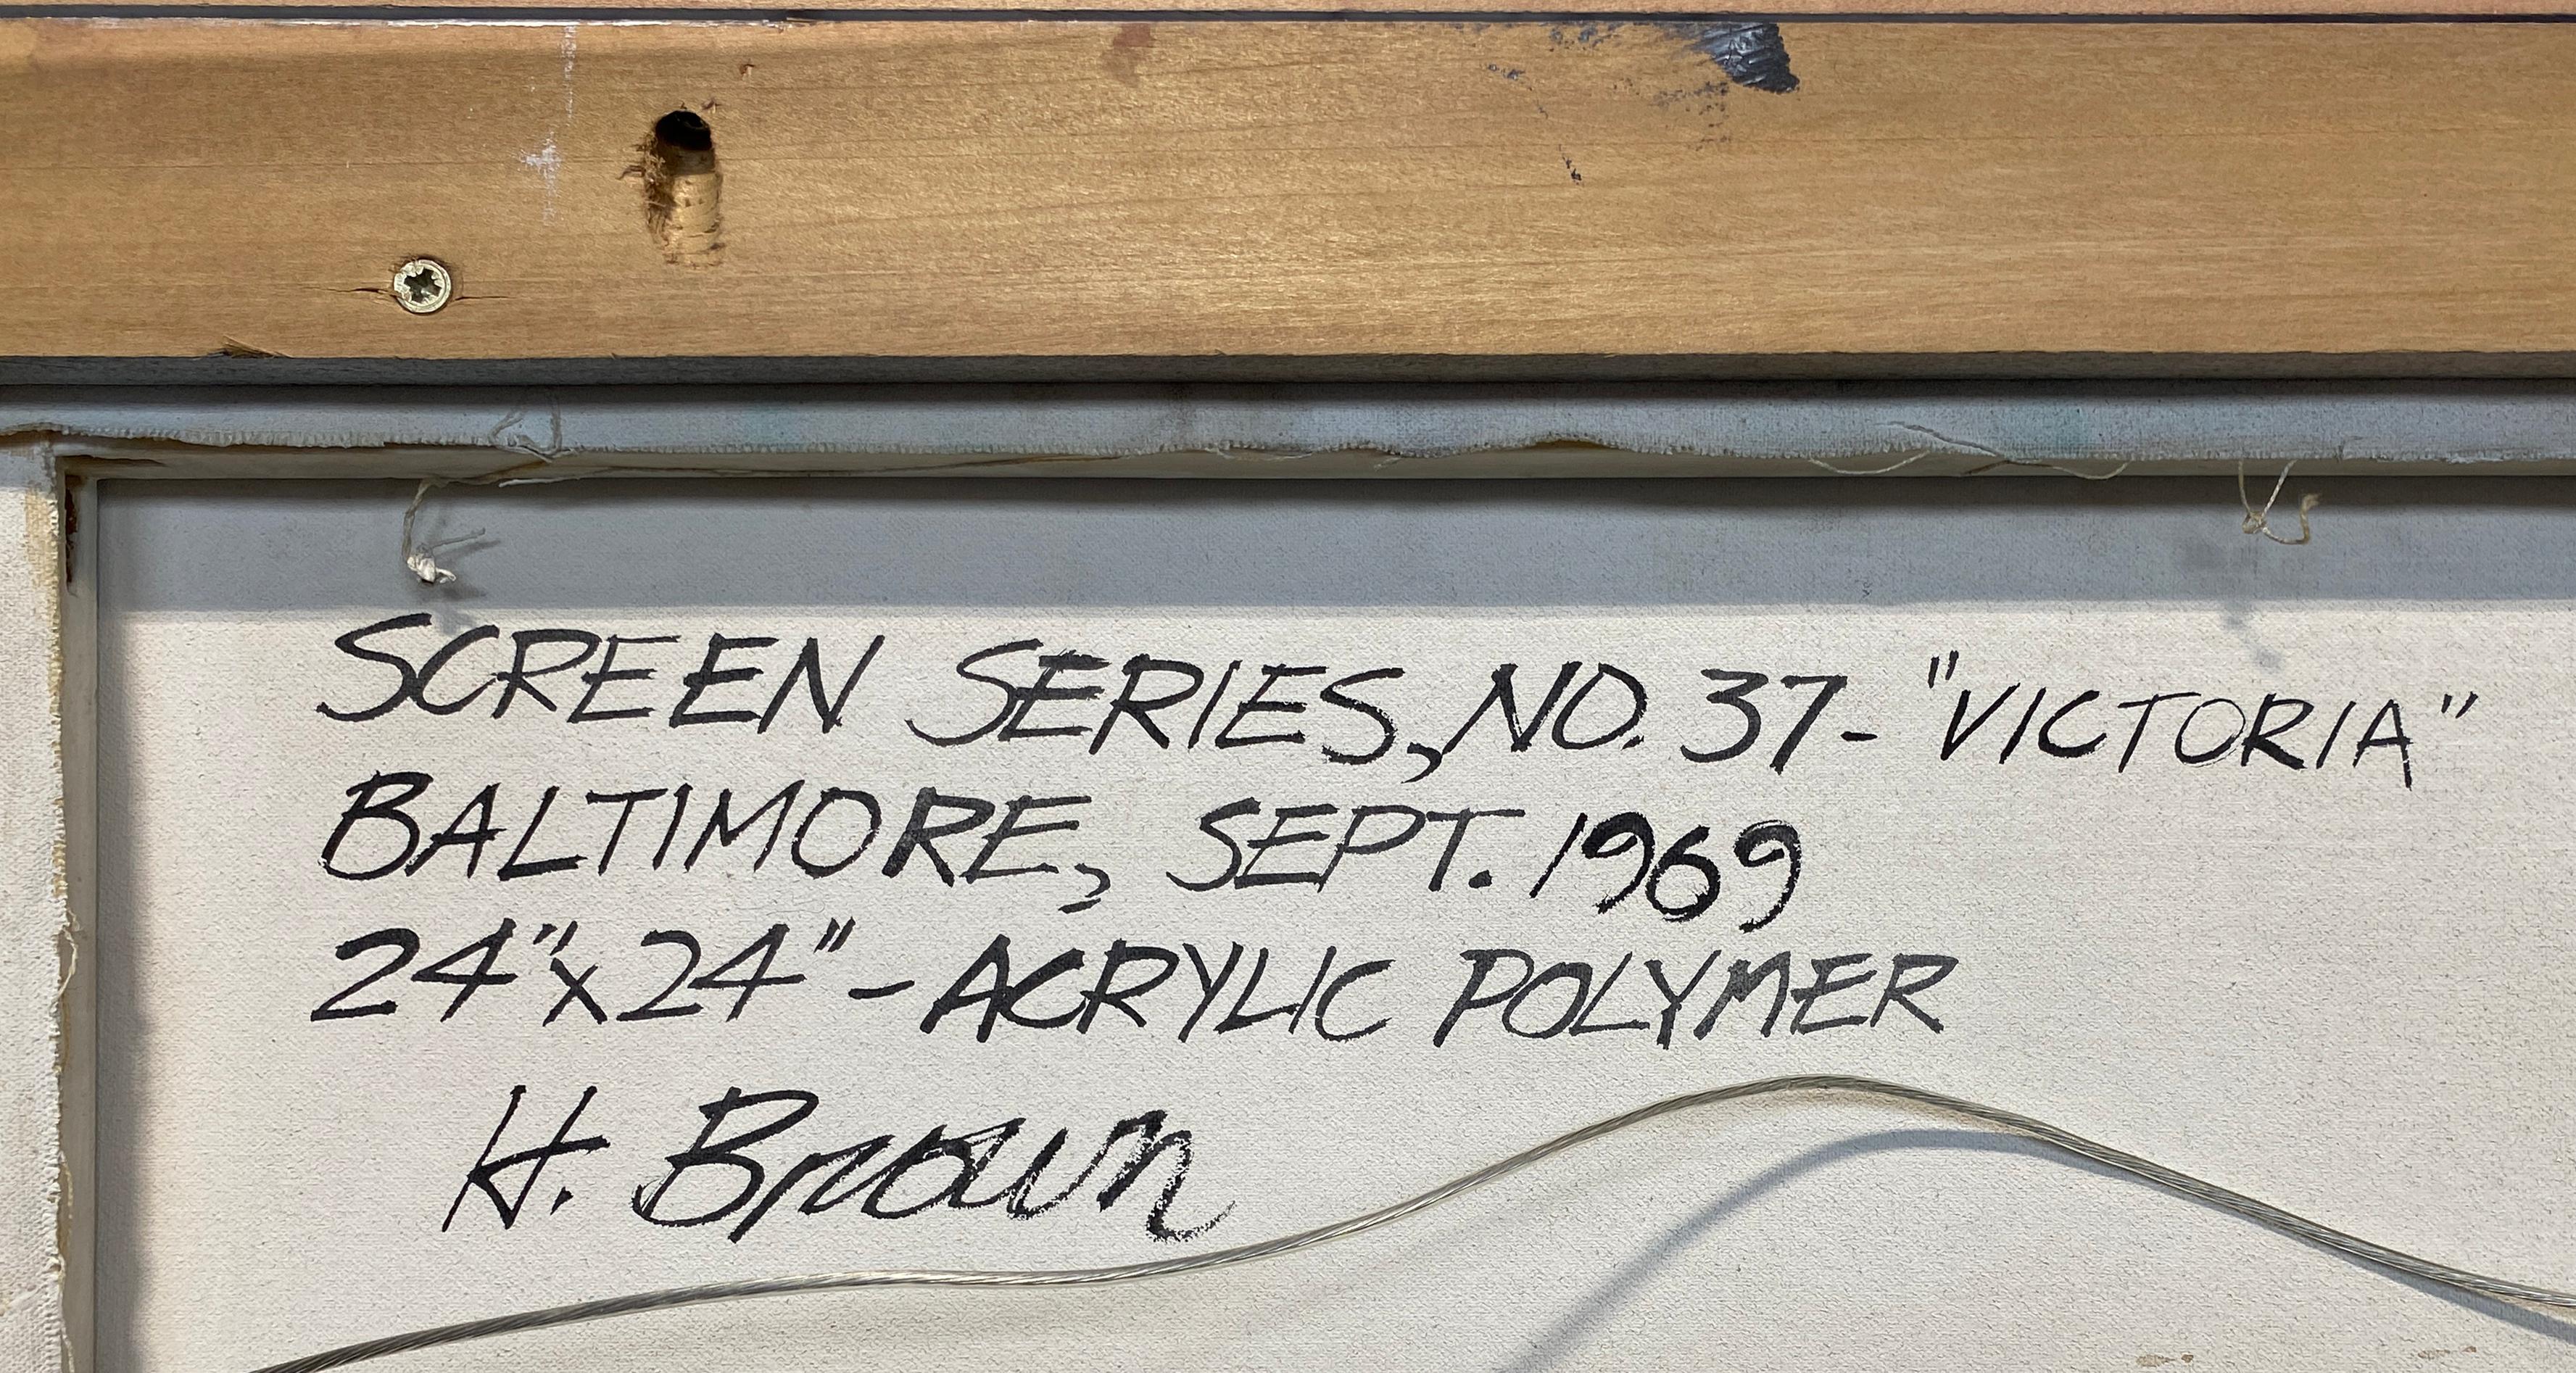 SCREEN SERIES, NO. 37- "VICTORIA"
BALTIMORE, SEPT. 1969
24"x24"-ACRYLIC POLYMER
H. Brown